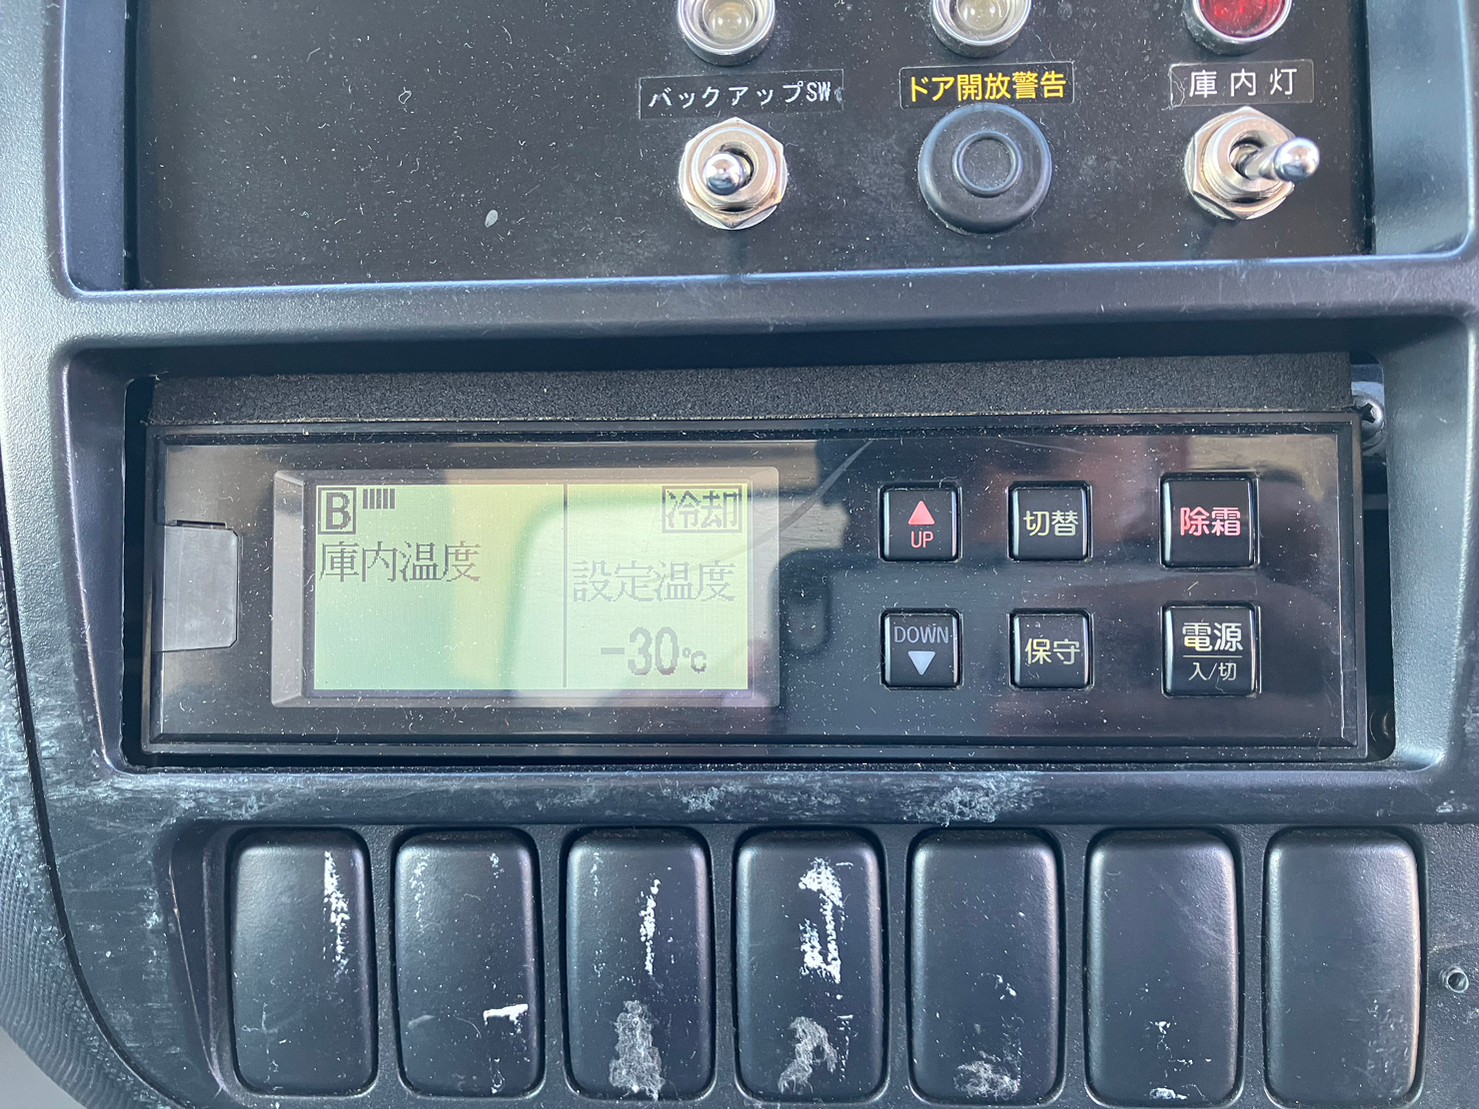 バックアップSW
ドア開放警告
庫内灯
B
冷却
庫内温度
設定温度
-30℃
UP
切替
除霜
DOWN
保守
電源
入/切